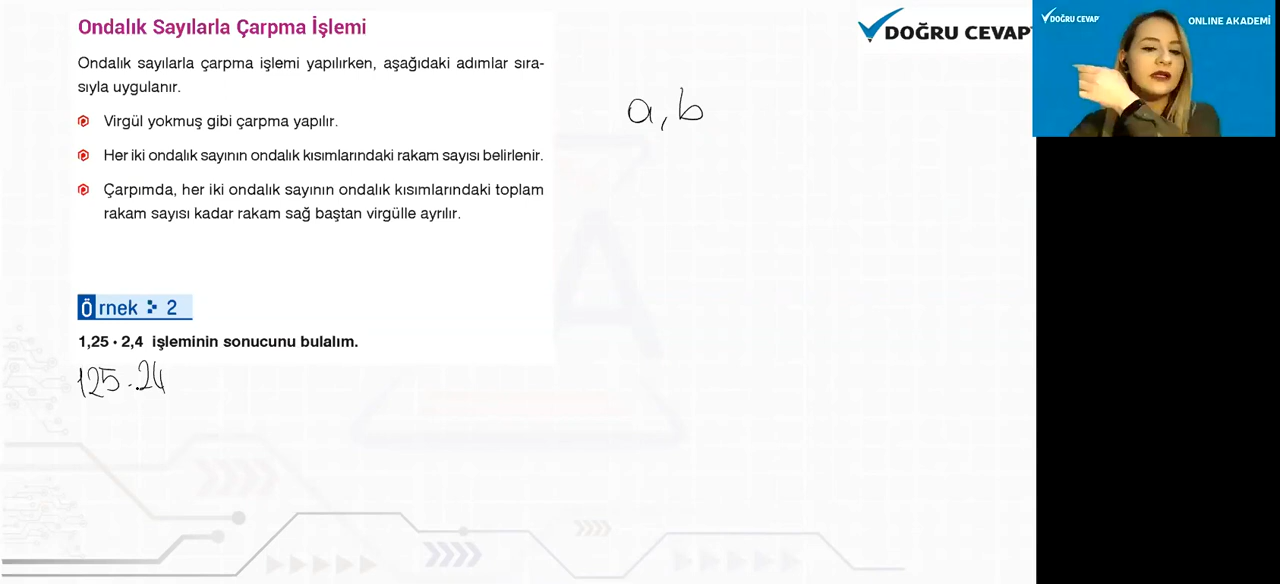 Ondalık Sayılarla Çarpma İşlemi
Ondalık sayılarla çarpma işlemi yapılırken, aşağıdaki adımlar sıra-
sıyla uygulanır.
Virgül yokmuş gibi çarpma yapılır.
Her iki ondalık sayının ondalık kısımlarındaki rakam sayısı belirlenir.
Çarpımda, her iki ondalık sayının ondalık kısımlarındaki toplam
rakam sayısı kadar rakam sağ baştan virgülle ayrılır.
Örnek 2
1,25 · 2,4 işleminin sonucunu bulalım.
125 . 24
a, b
DOĞRU CEVAP
DOĞRU CEVAP
ONLINE AKADEMİ